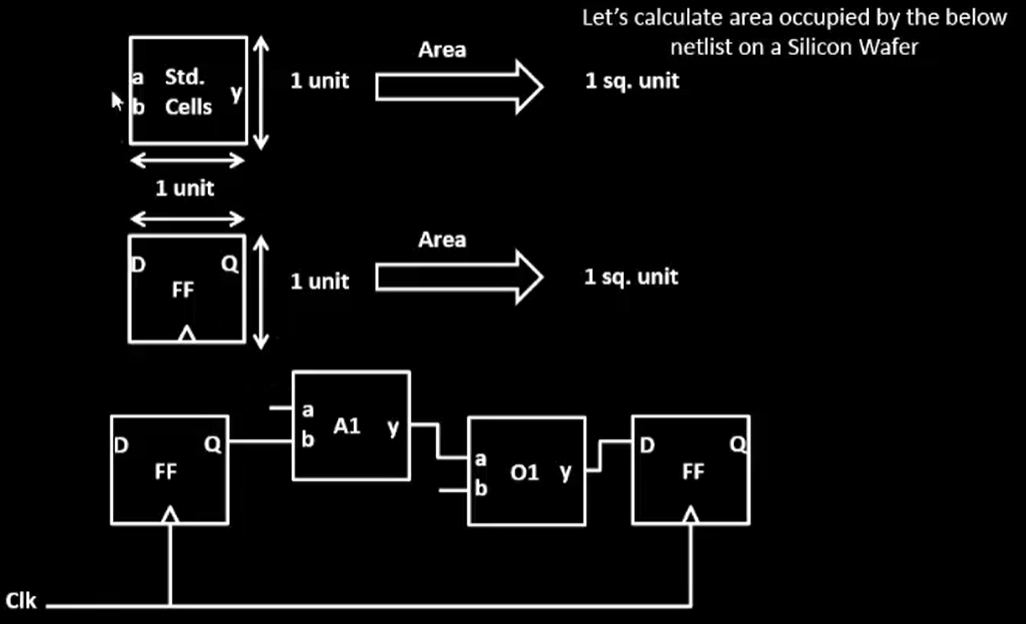 Let's calculate area occupied by the below
netlist on a Silicon Wafer
a Std.
b Cells y
1 unit
Area
1 sq. unit
1 unit
D Q
FF
1 unit
Area
1 sq. unit
D Q
FF
a
b A1 y
a
b O1 y
D Q
FF
Clk